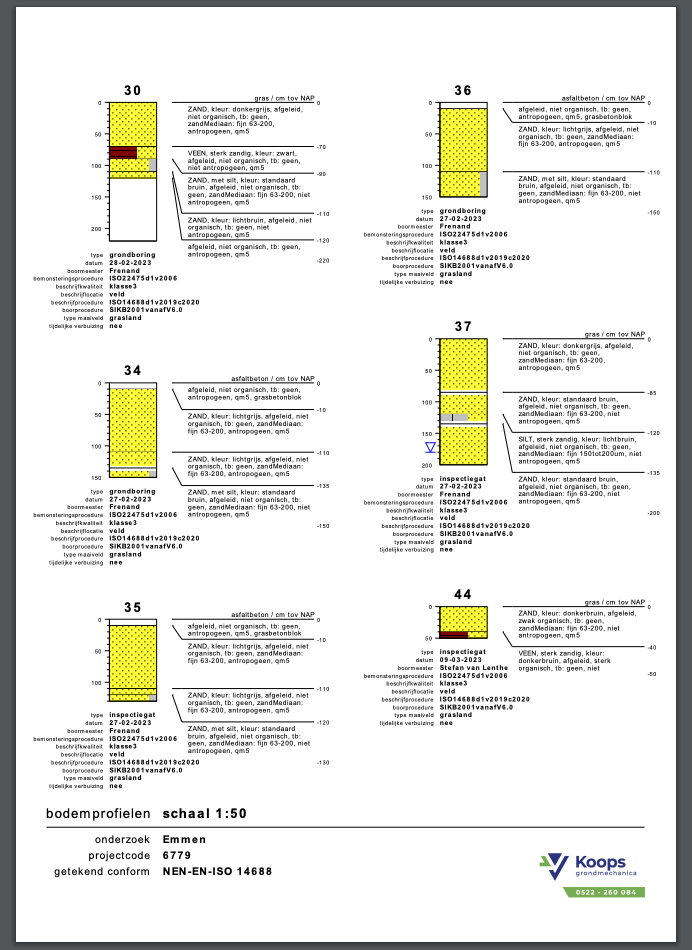 30
gras / cm tov NAP
0
50
100
150
200
0
ZAND, kleur: donkergrijs, afgeleid,
niet organisch, tb: geen,
zandMediaan: fijn 63-200,
antropogeen, qm5
-70
VEEN, sterk zandig, kleur: zwart,
afgeleid, niet organisch, tb: geen,
niet antropogeen, qm5
-90
ZAND, met silt, kleur: standaard
bruin, afgeleid, niet organisch, tb:
geen, zandMediaan: fijn 63-200, niet
antropogeen, qm5
-110
ZAND, kleur: lichtbruin, afgeleid, niet
organisch, tb: geen, zandMediaan:
fijn 63-200, niet antropogeen, qm5
-120
afgeleid, niet organisch, tb: geen,
antropogeen, qm5
-220
type grondboring
datum 28-02-2023
boormeester Frenand
bemonsteringsprocedure ISO22475d1v2006
beschrijfkwaliteit klasse3
beschrijflocatie veld
beschrijfprocedure ISO14688d1v2019c2020
boorprocedure SIKB2001vanafV6.0
type maaiveld grasland
tijdelijke verbuizing nee
34
asfaltbeton / cm tov NAP
0
50
100
150
0
afgeleid, niet organisch, tb: geen,
antropogeen, qm5, grasbetonblok
-10
ZAND, kleur: lichtgrijs, afgeleid, niet
organisch, tb: geen, zandMediaan:
fijn 63-200, antropogeen, qm5
-110
ZAND, kleur: lichtgrijs, afgeleid, niet
organisch, tb: geen, zandMediaan:
fijn 63-200, antropogeen, qm5
-135
ZAND, met silt, kleur: standaard
bruin, afgeleid, niet organisch, tb:
geen, zandMediaan: fijn 63-200, niet
antropogeen, qm5
-150
type grondboring
datum 27-02-2023
boormeester Frenand
bemonsteringsprocedure ISO22475d1v2006
beschrijfkwaliteit klasse3
beschrijflocatie veld
beschrijfprocedure ISO14688d1v2019c2020
boorprocedure SIKB2001vanafV6.0
type maaiveld grasland
tijdelijke verbuizing nee
35
asfaltbeton / cm tov NAP
0
50
100
0
afgeleid, niet organisch, tb: geen,
antropogeen, qm5, grasbetonblok
-10
ZAND, kleur: lichtgrijs, afgeleid, niet
organisch, tb: geen, zandMediaan:
fijn 63-200, antropogeen, qm5
-110
ZAND, kleur: lichtgrijs, afgeleid, niet
organisch, tb: geen, zandMediaan:
fijn 63-200, antropogeen, qm5
-120
ZAND, met silt, kleur: standaard
bruin, afgeleid, niet organisch, tb:
geen, zandMediaan: fijn 63-200, niet
antropogeen, qm5
-130
type inspectiegat
datum 27-02-2023
boormeester Frenand
bemonsteringsprocedure ISO22475d1v2006
beschrijfkwaliteit klasse3
beschrijflocatie veld
beschrijfprocedure ISO14688d1v2019c2020
boorprocedure SIKB2001vanafV6.0
type maaiveld grasland
tijdelijke verbuizing nee
36
asfaltbeton / cm tov NAP
0
50
100
150
0
afgeleid, niet organisch, tb: geen,
antropogeen, qm5, grasbetonblok
-10
ZAND, kleur: lichtgrijs, afgeleid, niet
organisch, tb: geen, zandMediaan:
fijn 63-200, antropogeen, qm5
-110
ZAND, met silt, kleur: standaard
bruin, afgeleid, niet organisch, tb:
geen, zandMediaan: fijn 63-200, niet
antropogeen, qm5
-150
type grondboring
datum 27-02-2023
boormeester Frenand
bemonsteringsprocedure ISO22475d1v2006
beschrijfkwaliteit klasse3
beschrijflocatie veld
beschrijfprocedure ISO14688d1v2019c2020
boorprocedure SIKB2001vanafV6.0
type maaiveld grasland
tijdelijke verbuizing nee
37
gras / cm tov NAP
0
50
100
150
200
0
ZAND, kleur: donkergrijs, afgeleid,
niet organisch, tb: geen,
zandMediaan: fijn 63-200,
antropogeen, qm5
-85
ZAND, kleur: standaard bruin,
afgeleid, niet organisch, tb: geen,
zandMediaan: fijn 63-200, niet
antropogeen, qm5
-120
SILT, sterk zandig, kleur: lichtbruin,
afgeleid, niet organisch, tb: geen,
zandMediaan: fijn 150tot200um, niet
antropogeen, qm5
-135
ZAND, kleur: standaard bruin,
afgeleid, niet organisch, tb: geen,
zandMediaan: fijn 63-200, niet
antropogeen, qm5
-200
type inspectiegat
datum 27-02-2023
boormeester Frenand
bemonsteringsprocedure ISO22475d1v2006
beschrijfkwaliteit klasse3
beschrijflocatie veld
beschrijfprocedure ISO14688d1v2019c2020
boorprocedure SIKB2001vanafV6.0
type maaiveld grasland
tijdelijke verbuizing nee
44
gras / cm tov NAP
0
50
0
ZAND, kleur: donkerbruin, afgeleid,
zwak organisch, tb: geen,
zandMediaan: fijn 63-200,
antropogeen, qm5
-40
VEEN, sterk zandig, kleur:
donkerbruin, afgeleid, sterk
organisch, tb: geen, niet
-50
type inspectiegat
datum 09-03-2023
boormeester Stefan van Lenthe
bemonsteringsprocedure ISO22475d1v2006
beschrijfkwaliteit klasse3
beschrijflocatie veld
beschrijfprocedure ISO14688d1v2019c2020
boorprocedure SIKB2001vanafV6.0
type maaiveld grasland
tijdelijke verbuizing nee
bodemprofielen schaal 1:50
onderzoek Emmen
projectcode 6779
getekend conform NEN-EN-ISO 14688
Koops
grondmechanica
0522 - 260 084